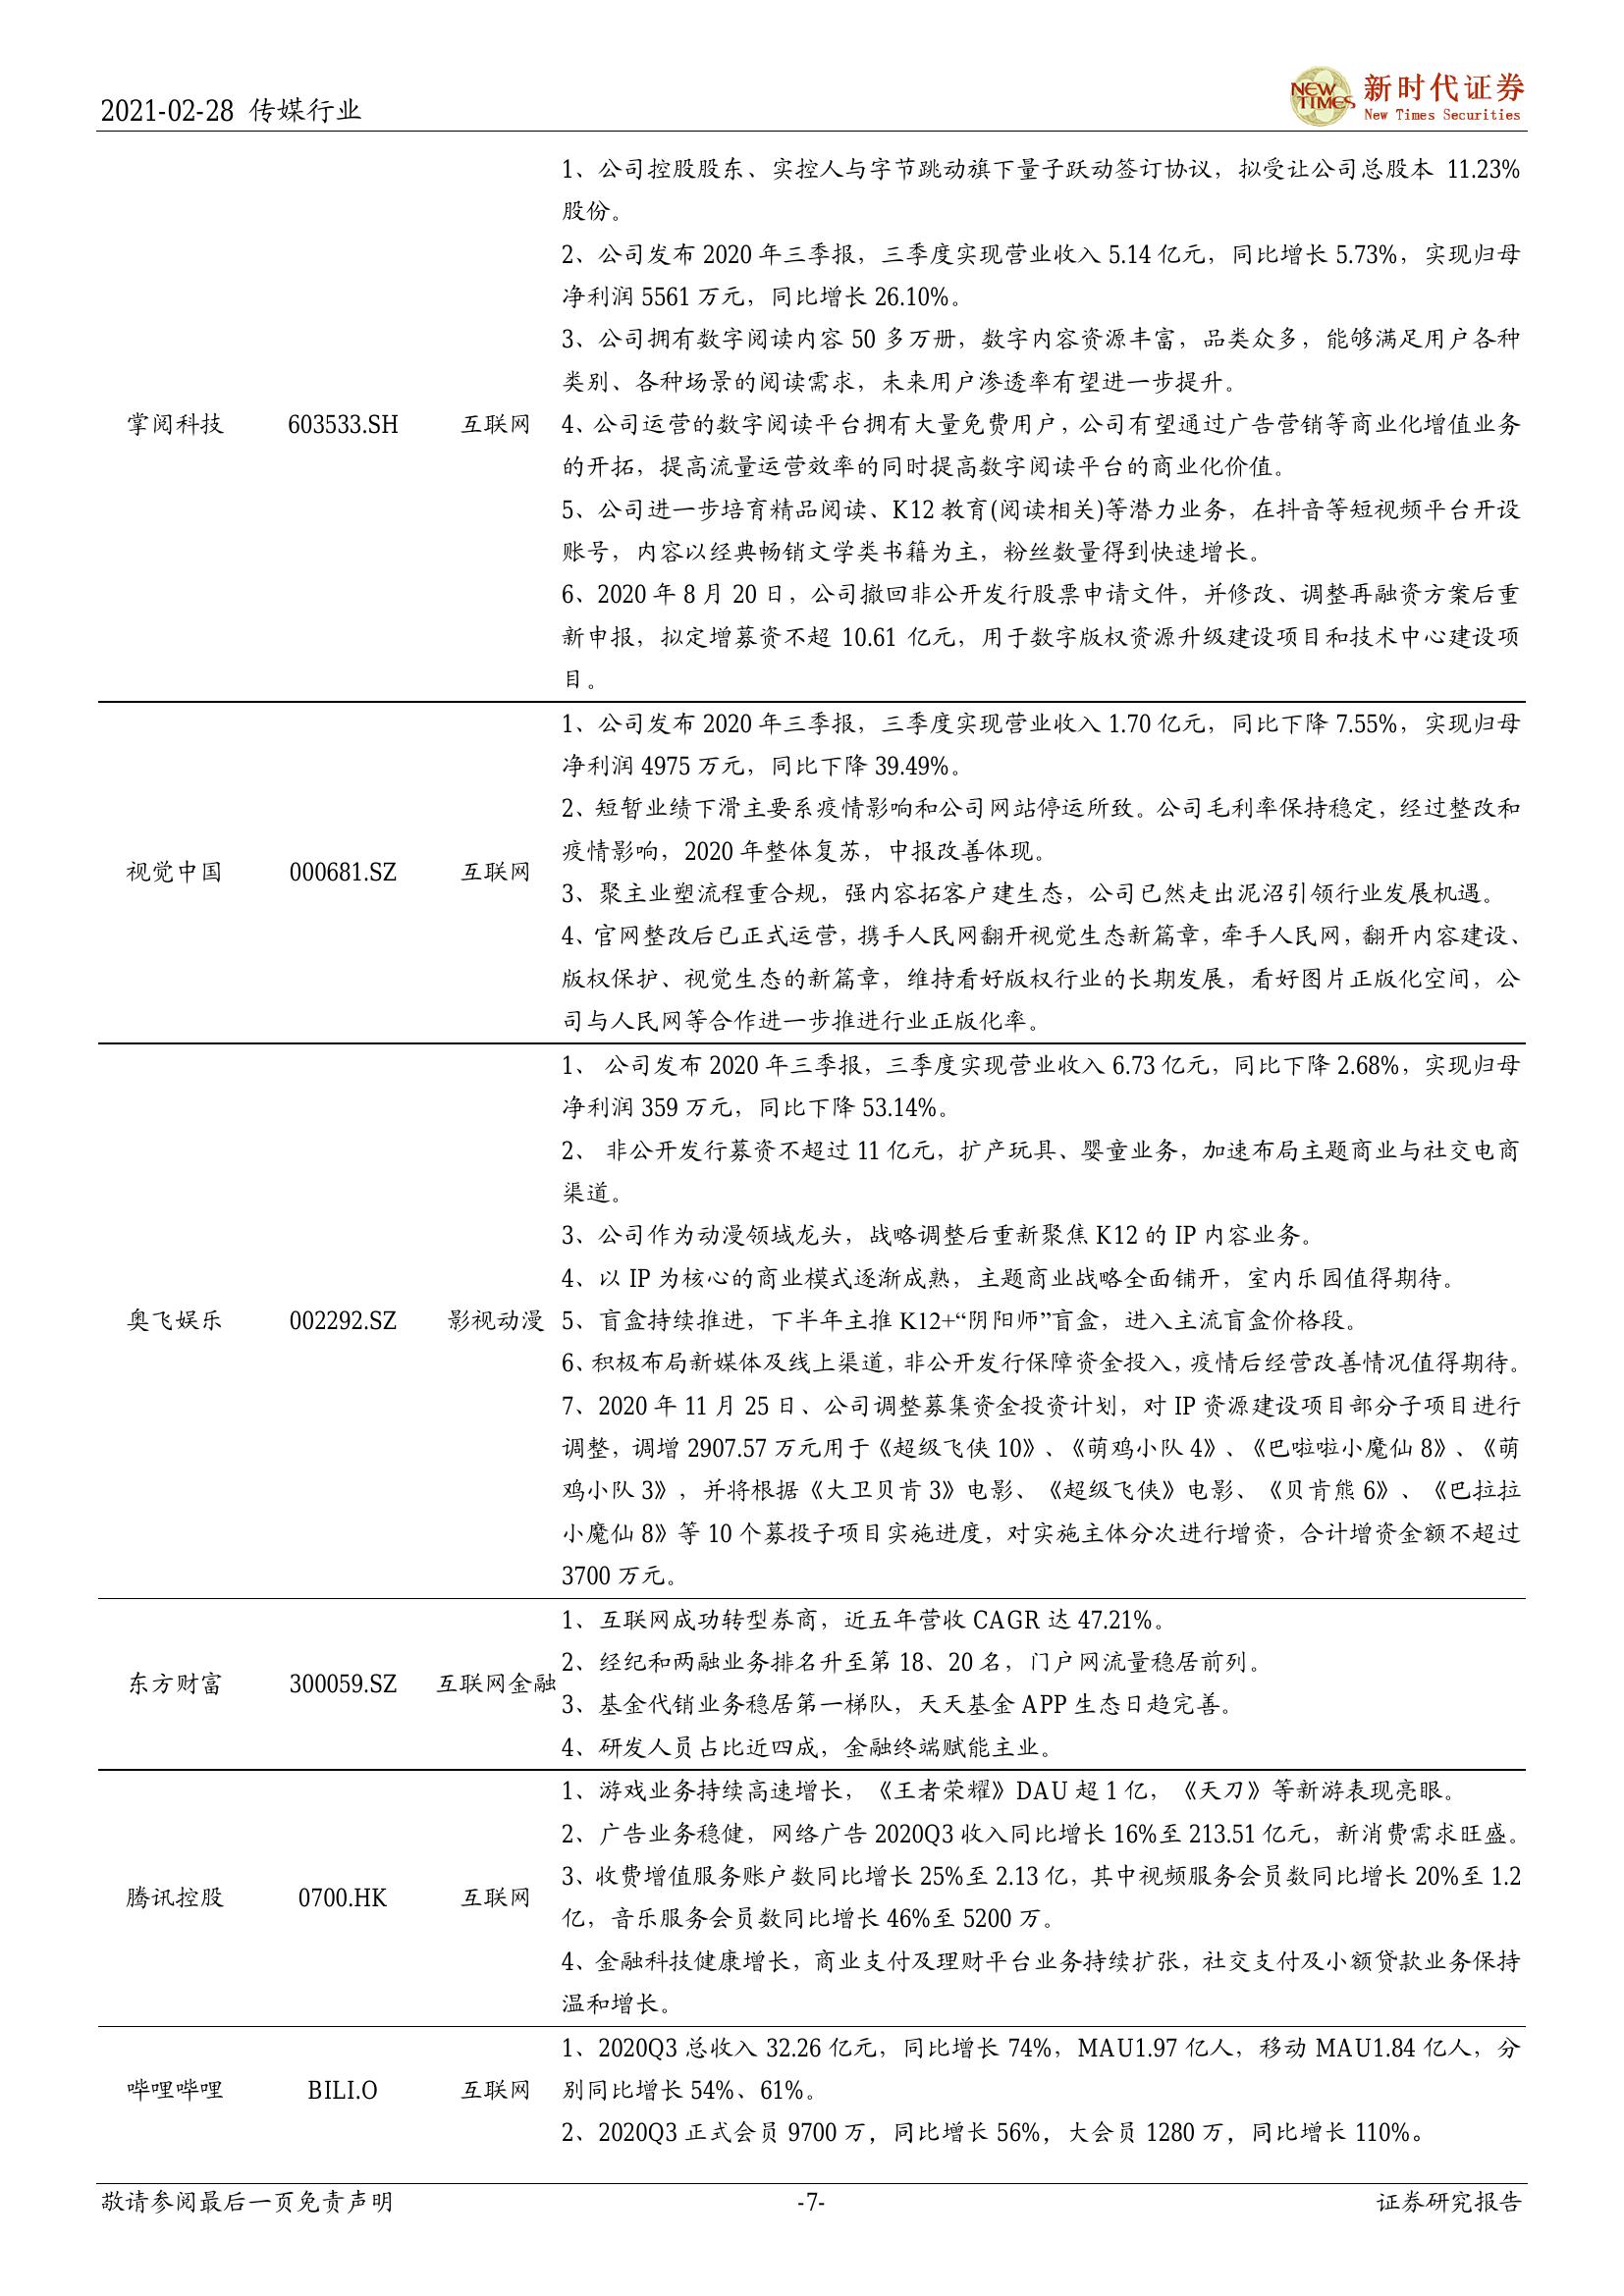 2021-02-28 传媒行业
NEW TIMES 新时代证券
New Times Securities
1、公司控股股东、实控人与字节跳动旗下量子跃动签订协议，拟受让公司总股本 11.23%
股份。
2、公司发布 2020 年三季报，三季度实现营业收入 5.14 亿元，同比增长 5.73%，实现归母
净利润 5561 万元，同比增长 26.10%。
3、公司拥有数字阅读内容 50 多万册，数字内容资源丰富，品类众多，能够满足用户各种
类别、各种场景的阅读需求，未来用户渗透率有望进一步提升。
掌阅科技 603533.SH 互联网 4、公司运营的数字阅读平台拥有大量免费用户，公司有望通过广告营销等商业化增值业务
的开拓，提高流量运营效率的同时提高数字阅读平台的商业化价值。
5、公司进一步培育精品阅读、K12 教育(阅读相关)等潜力业务，在抖音等短视频平台开设
账号，内容以经典畅销文学类书籍为主，粉丝数量得到快速增长。
6、2020 年 8 月 20 日，公司撤回非公开发行股票申请文件，并修改、调整再融资方案后重
新申报，拟定增募资不超 10.61 亿元，用于数字版权资源升级建设项目和技术中心建设项
目。
1、公司发布 2020 年三季报，三季度实现营业收入 1.70 亿元，同比下降 7.55%，实现归母
净利润 4975 万元，同比下降 39.49%。
2、短暂业绩下滑主要系疫情影响和公司网站停运所致。公司毛利率保持稳定，经过整改和
疫情影响，2020 年整体复苏，中报改善体现。
视觉中国 000681.SZ 互联网
3、聚主业塑流程重合规，强内容拓客户建生态，公司已然走出泥沼引领行业发展机遇。
4、官网整改后已正式运营，携手人民网翻开视觉生态新篇章，牵手人民网，翻开内容建设、
版权保护、视觉生态的新篇章，维持看好版权行业的长期发展，看好图片正版化空间，公
司与人民网等合作进一步推进行业正版化率。
1、 公司发布 2020 年三季报，三季度实现营业收入 6.73 亿元，同比下降 2.68%，实现归母
净利润 359 万元，同比下降 53.14%。
2、 非公开发行募资不超过 11 亿元，扩产玩具、婴童业务，加速布局主题商业与社交电商
渠道。
3、公司作为动漫领域龙头，战略调整后重新聚焦 K12 的 IP 内容业务。
4、以 IP 为核心的商业模式逐渐成熟，主题商业战略全面铺开，室内乐园值得期待。
奥飞娱乐 002292.SZ 影视动漫 5、盲盒持续推进，下半年主推 K12+“阴阳师”盲盒，进入主流盲盒价格段。
6、积极布局新媒体及线上渠道，非公开发行保障资金投入，疫情后经营改善情况值得期待。
7、2020 年 11 月 25 日、公司调整募集资金投资计划，对 IP 资源建设项目部分子项目进行
调整，调增 2907.57 万元用于《超级飞侠 10》、《萌鸡小队 4》、《巴啦啦小魔仙 8》、《萌
鸡小队 3》，并将根据《大卫贝肯 3》电影、《超级飞侠》电影、《贝肯熊 6》、《巴拉拉
小魔仙 8》等 10 个募投子项目实施进度，对实施主体分次进行增资，合计增资金额不超过
3700 万元。
1、互联网成功转型券商，近五年营收 CAGR 达 47.21%。
2、经纪和两融业务排名升至第 18、20 名，门户网流量稳居前列。
东方财富 300059.SZ 互联网金融
3、基金代销业务稳居第一梯队，天天基金 APP 生态日趋完善。
4、研发人员占比近四成，金融终端赋能主业。
1、游戏业务持续高速增长，《王者荣耀》DAU 超 1 亿，《天刀》等新游表现亮眼。
2、广告业务稳健，网络广告 2020Q3 收入同比增长 16%至 213.51 亿元，新消费需求旺盛。
3、收费增值服务账户数同比增长 25%至 2.13 亿，其中视频服务会员数同比增长 20%至 1.2
腾讯控股 0700.HK 互联网
亿，音乐服务会员数同比增长 46%至 5200 万。
4、金融科技健康增长，商业支付及理财平台业务持续扩张，社交支付及小额贷款业务保持
温和增长。
1、2020Q3 总收入 32.26 亿元，同比增长 74%，MAU1.97 亿人，移动 MAU1.84 亿人，分
哔哩哔哩 BILI.O 互联网 别同比增长 54%、61%。
2、2020Q3 正式会员 9700 万，同比增长 56%，大会员 1280 万，同比增长 110%。
敬请参阅最后一页免责声明 -7- 证券研究报告